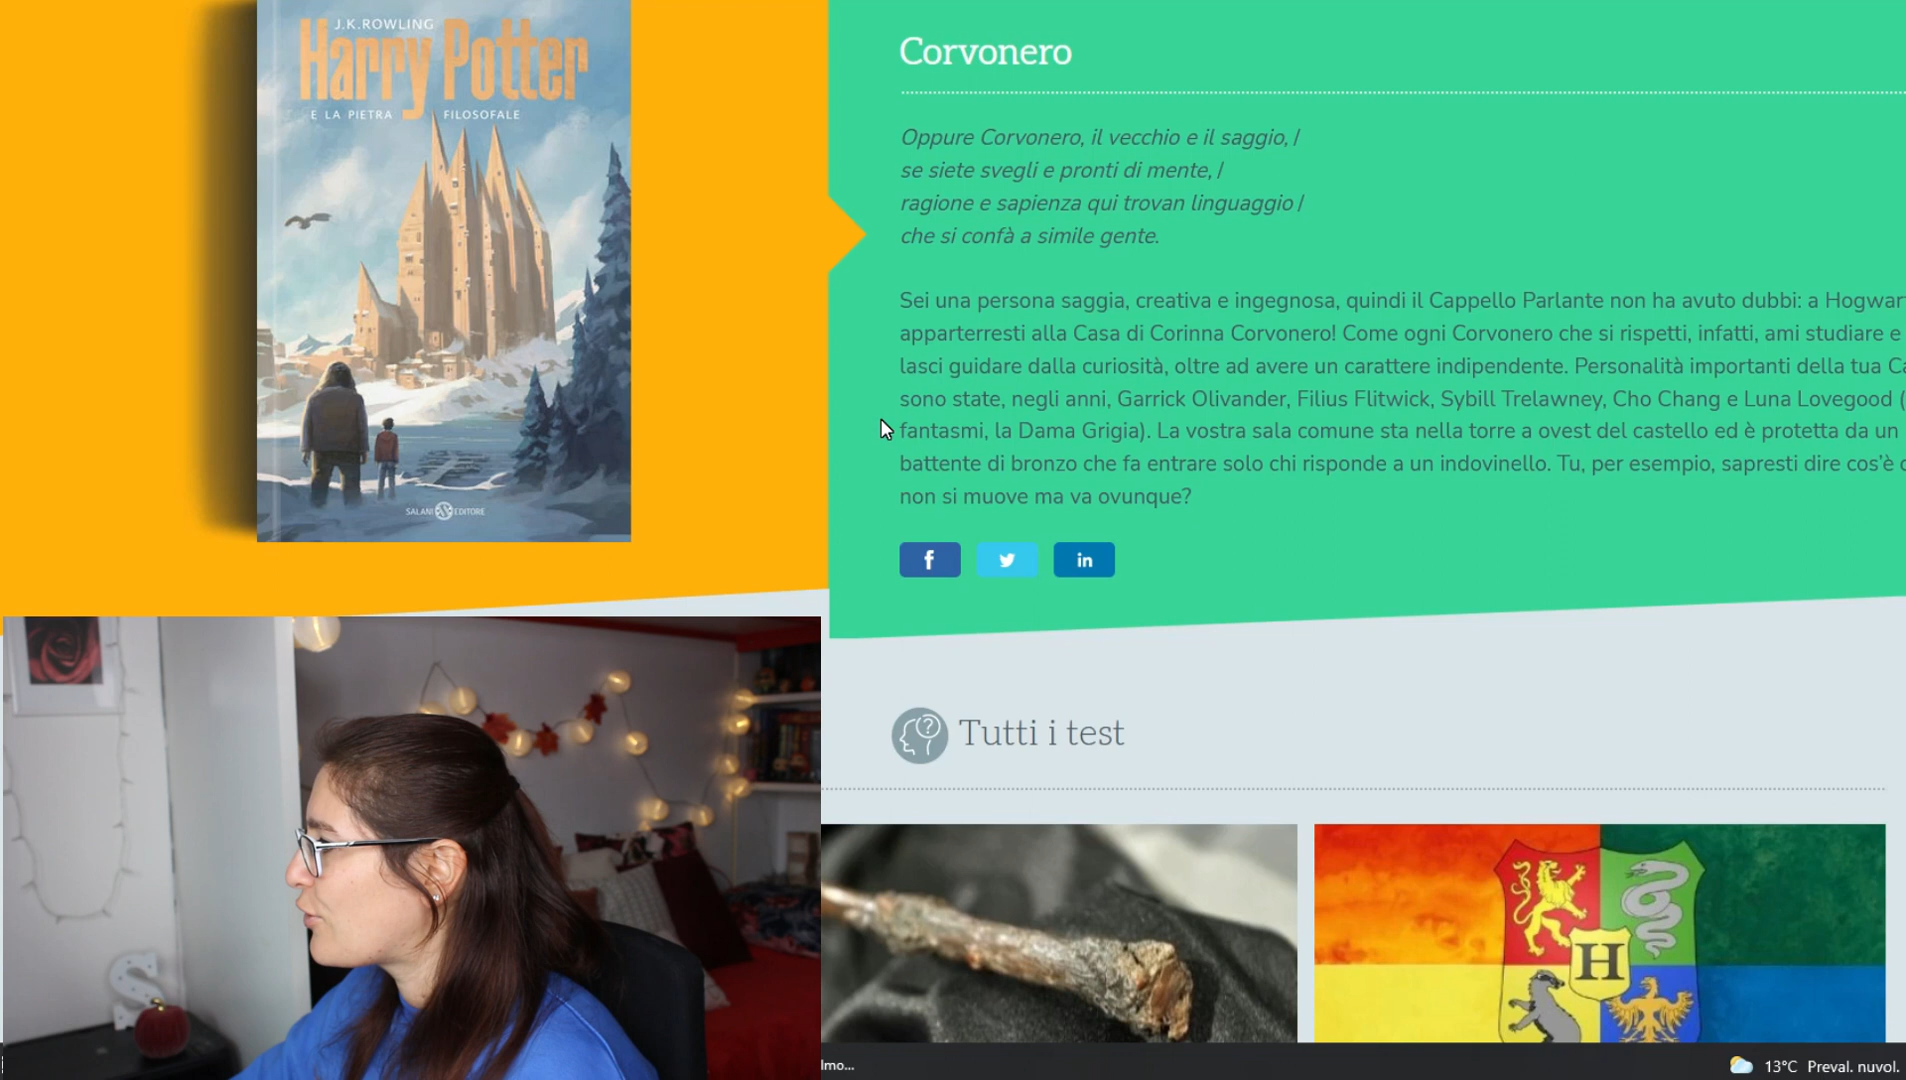 J.K.ROWLING
Harry Potter
E LA PIETRA FILOSOFALE
SALANI EDITORE
Corvonero
Oppure Corvonero, il vecchio e il saggio, /
se siete svegli e pronti di mente, /
ragione e sapienza qui trovan linguaggio /
che si confà a simile gente.
Sei una persona saggia, creativa e ingegnosa, quindi il Cappello Parlante non ha avuto dubbi: a Hogwar
apparterresti alla Casa di Corinna Corvonero! Come ogni Corvonero che si rispetti, infatti, ami studiare e
lasci guidare dalla curiosità, oltre ad avere un carattere indipendente. Personalità importanti della tua Ca
sono state, negli anni, Garrick Olivander, Filius Flitwick, Sybill Trelawney, Cho Chang e Luna Lovegood (
fantasmi, la Dama Grigia). La vostra sala comune sta nella torre a ovest del castello ed è protetta da un
battente di bronzo che fa entrare solo chi risponde a un indovinello. Tu, per esempio, sapresti dire cos'è c
non si muove ma va ovunque?
f
in
Tutti i test
H
lmo...
13°C Preval. nuvol.